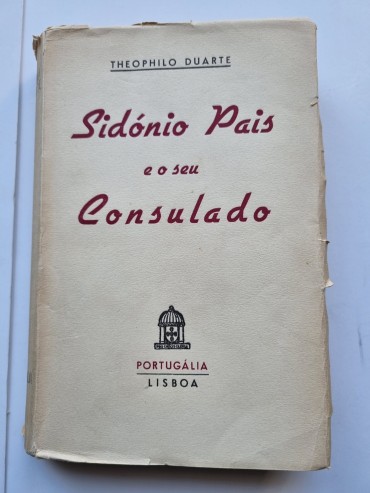 THEOPHILO DUARTE
Sidónio Pais
e o seu
Consulado
PORTUGÁLIA
LISBOA